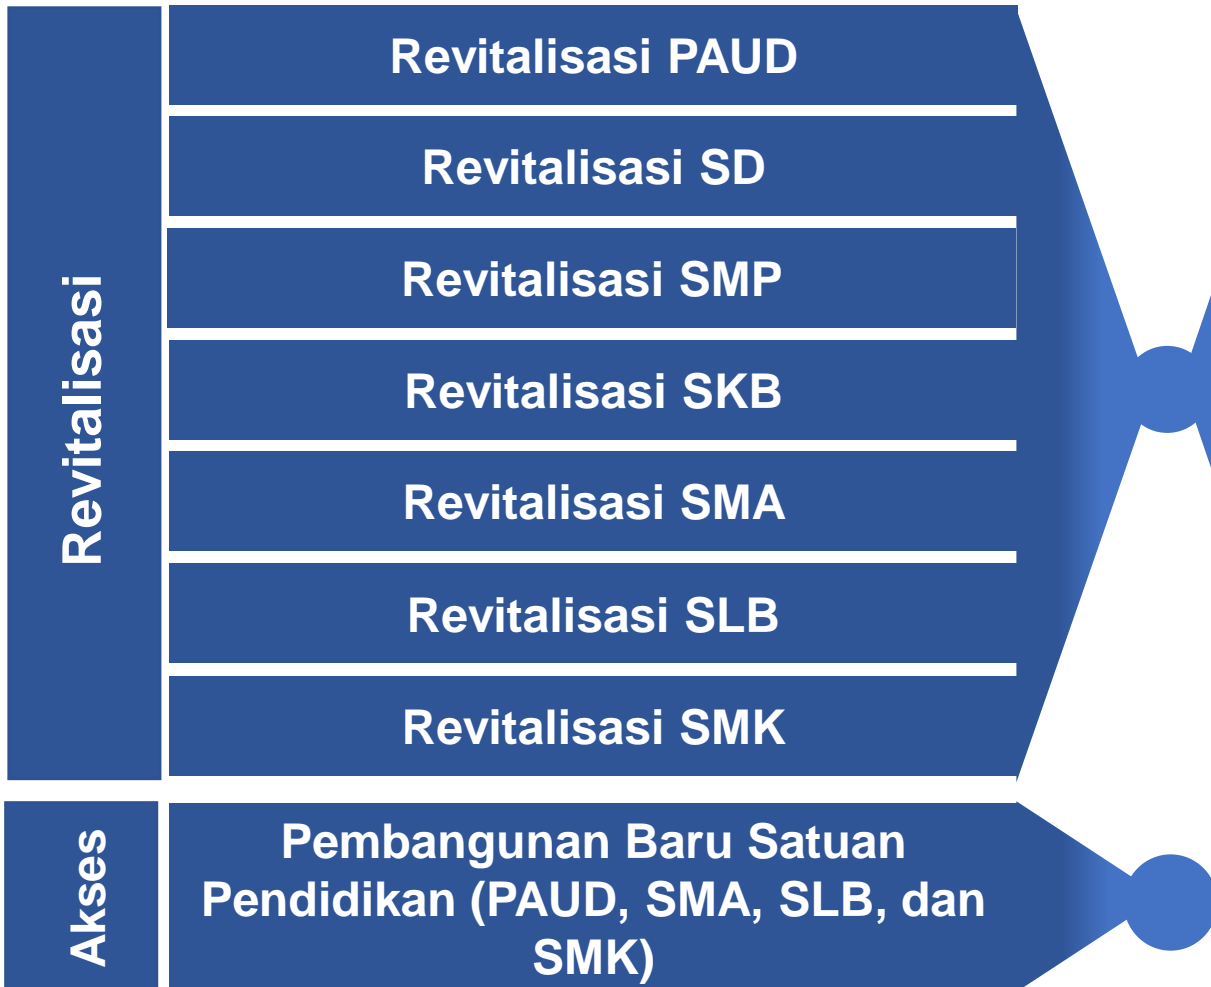 Revitalisasi
Revitalisasi PAUD
Revitalisasi SD
Revitalisasi SMP
Revitalisasi SKB
Revitalisasi SMA
Revitalisasi SLB
Revitalisasi SMK
Akses
Pembangunan Baru Satuan
Pendidikan (PAUD, SMA, SLB, dan
SMK)